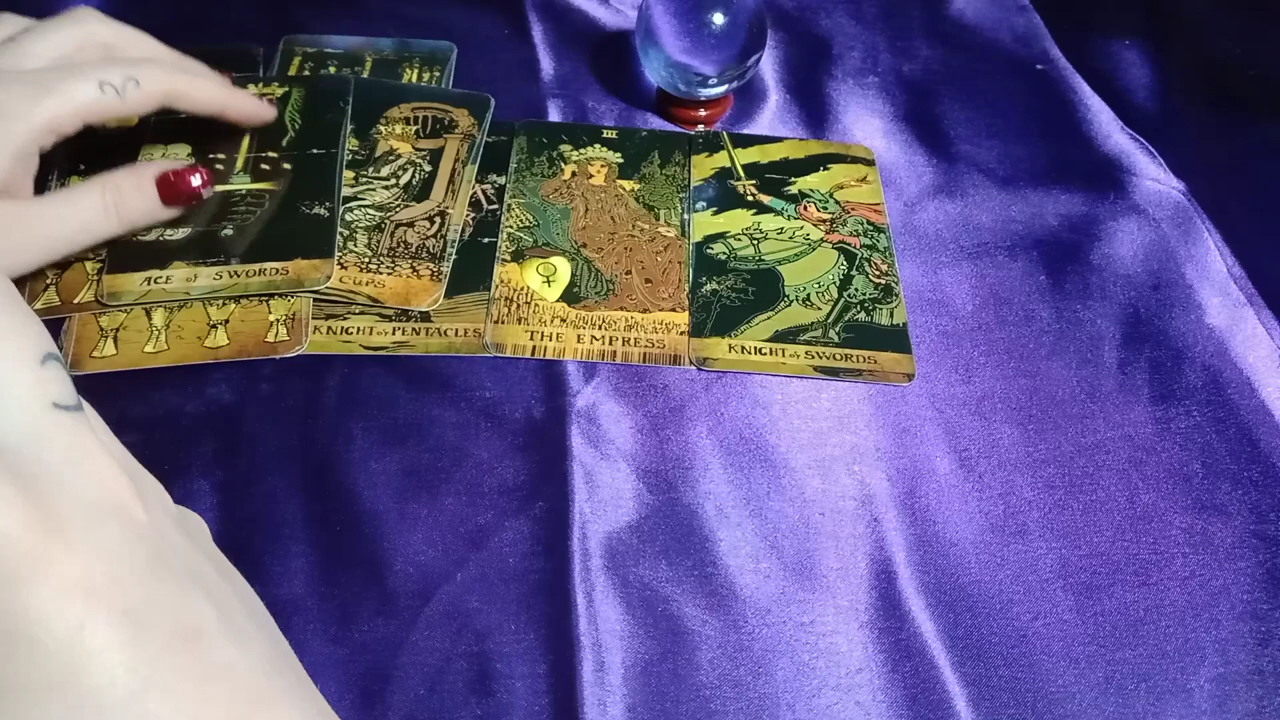 III
ACE of SWORDS
CUPS
KNIGHT of PENTACLES
THE EMPRESS
KNIGHT of SWORDS